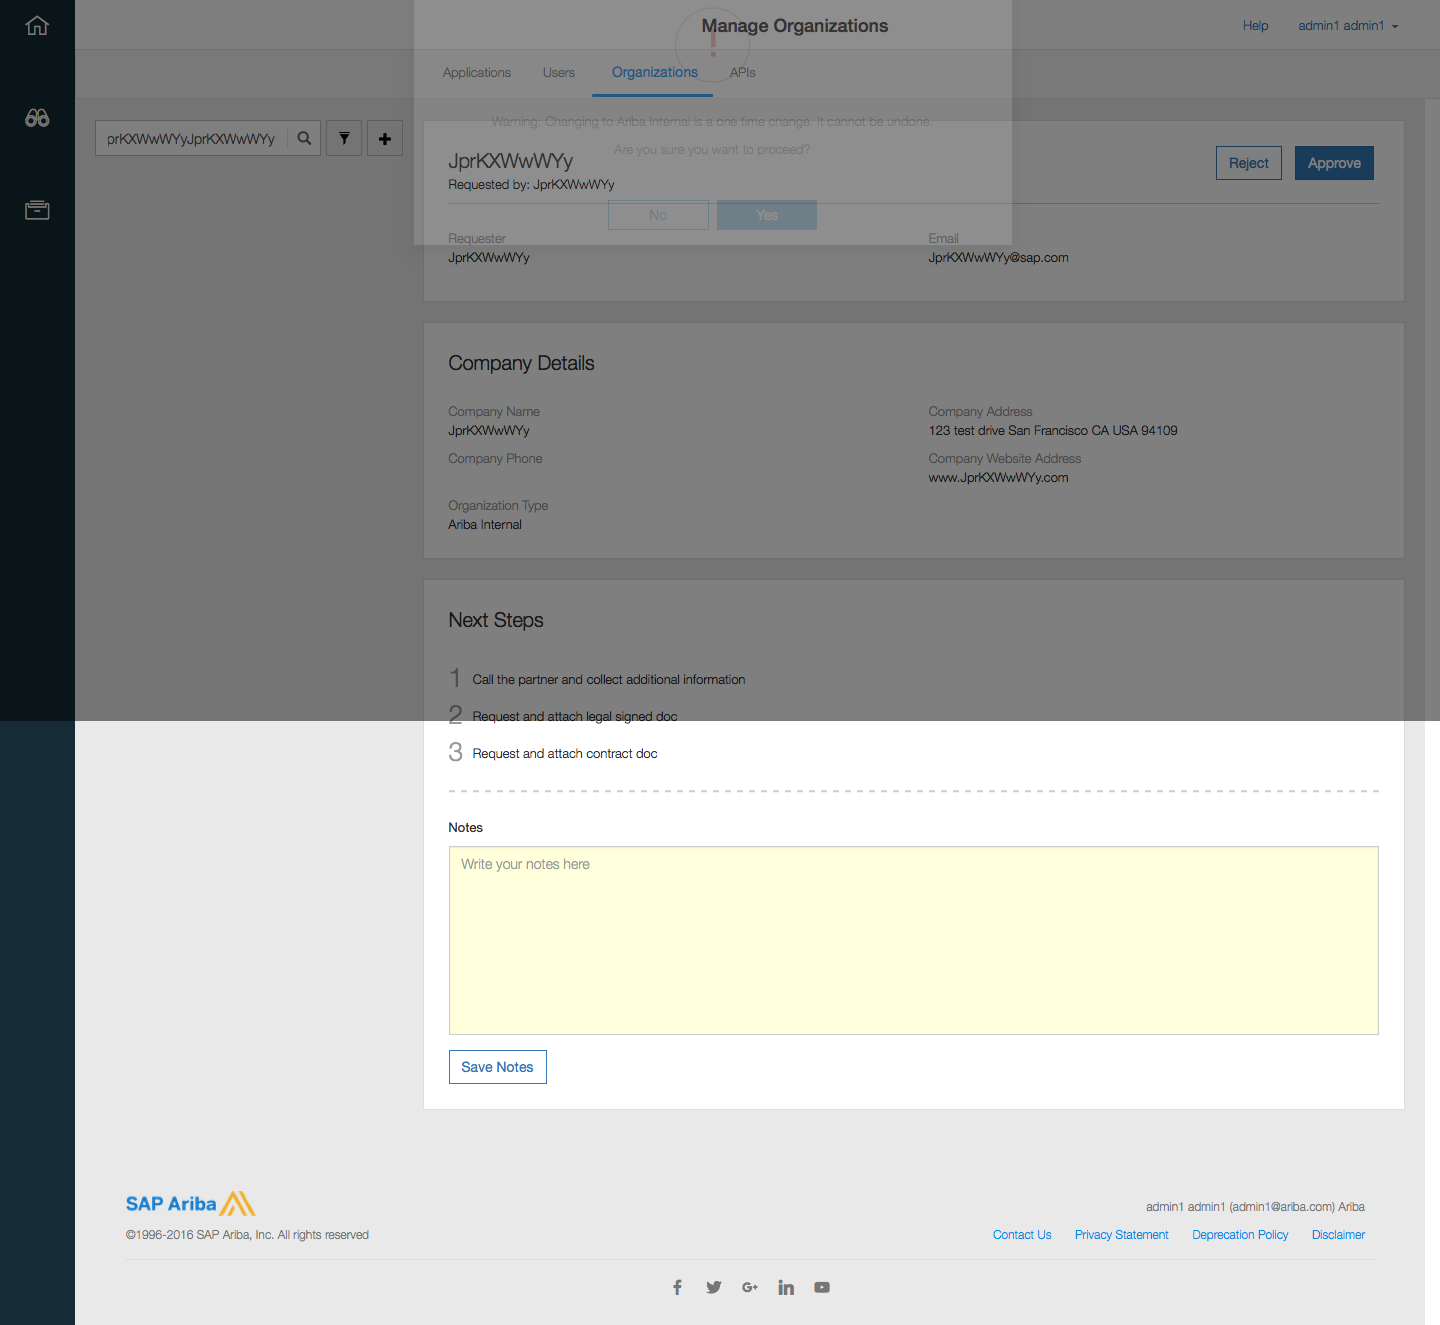 Manage Organizations
Help
admin1 admin1
Applications
Users
Organizations
APIs
Warning: Changing to Ariba Internal is a one time change. It cannot be undone.
Are you sure you want to proceed?
No
Yes
prKXWwWYyJprKXWwWYy
JprKXWwWYy
Requested by: JprKXWwWYy
Reject
Approve
Requester
JprKXWwWYy
Email
JprKXWwWYy@sap.com
Company Details
Company Name
JprKXWwWYy
Company Address
123 test drive San Francisco CA USA 94109
Company Phone
Company Website Address
www.JprKXWwWYy.com
Organization Type
Ariba Internal
Next Steps
1 Call the partner and collect additional information
2 Request and attach legal signed doc
3 Request and attach contract doc
Notes
Write your notes here
Save Notes
SAP Ariba
admin1 admin1 (admin1@ariba.com) Ariba
©1996-2016 SAP Ariba, Inc. All rights reserved
Contact Us
Privacy Statement
Deprecation Policy
Disclaimer